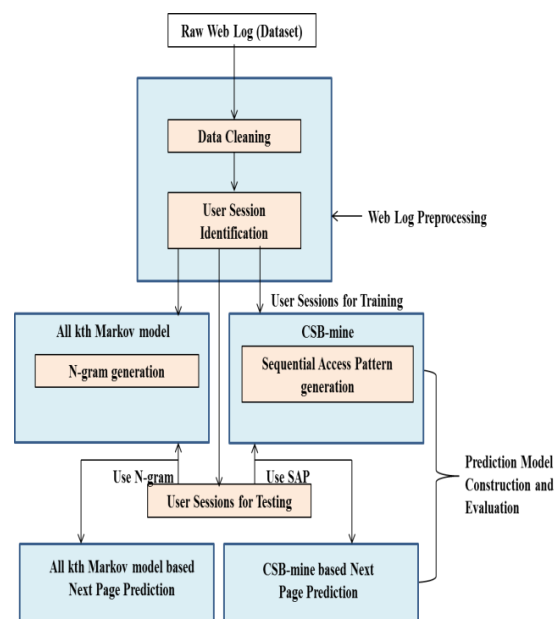 Raw Web Log (Dataset)
Data Cleaning
User Session
Identification
Web Log Preprocessing
User Sessions for Training
All kth Markov model
N-gram generation
CSB-mine
Sequential Access Pattern
generation
Prediction Model
Construction and
Evaluation
Use N-gram
Use SAP
User Sessions for Testing
All kth Markov model based
Next Page Prediction
CSB-mine based Next
Page Prediction